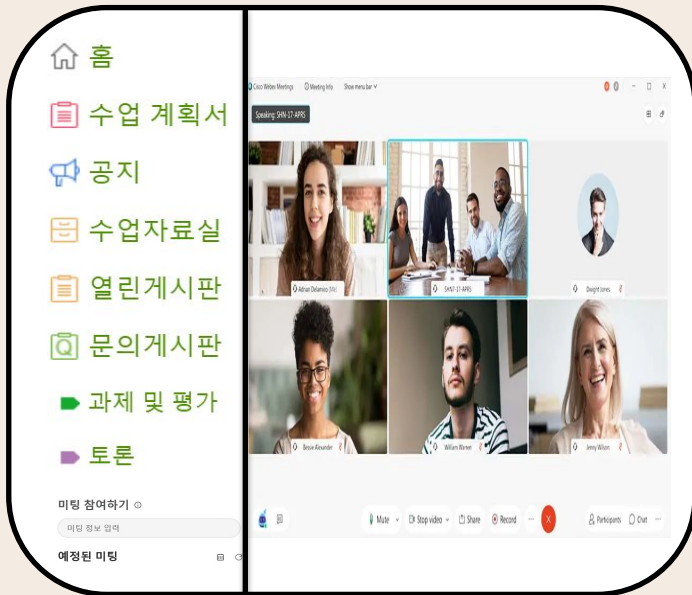 홈
수업 계획서
공지
수업자료실
열린게시판
문의게시판
과제 및 평가
토론
미팅 참여하기
미팅 정보 입력
예정된 미팅
Cisco Webex Meetings Meeting Info Show menu bar
Speaking: SHN-17-APR5
Adrian Delamico (Me)
SHN7-17-APR5
Dwight Jones
Bessie Alexander
William Warren
Jenny Wilson
Mute Stop video Share Record
Participants Chat